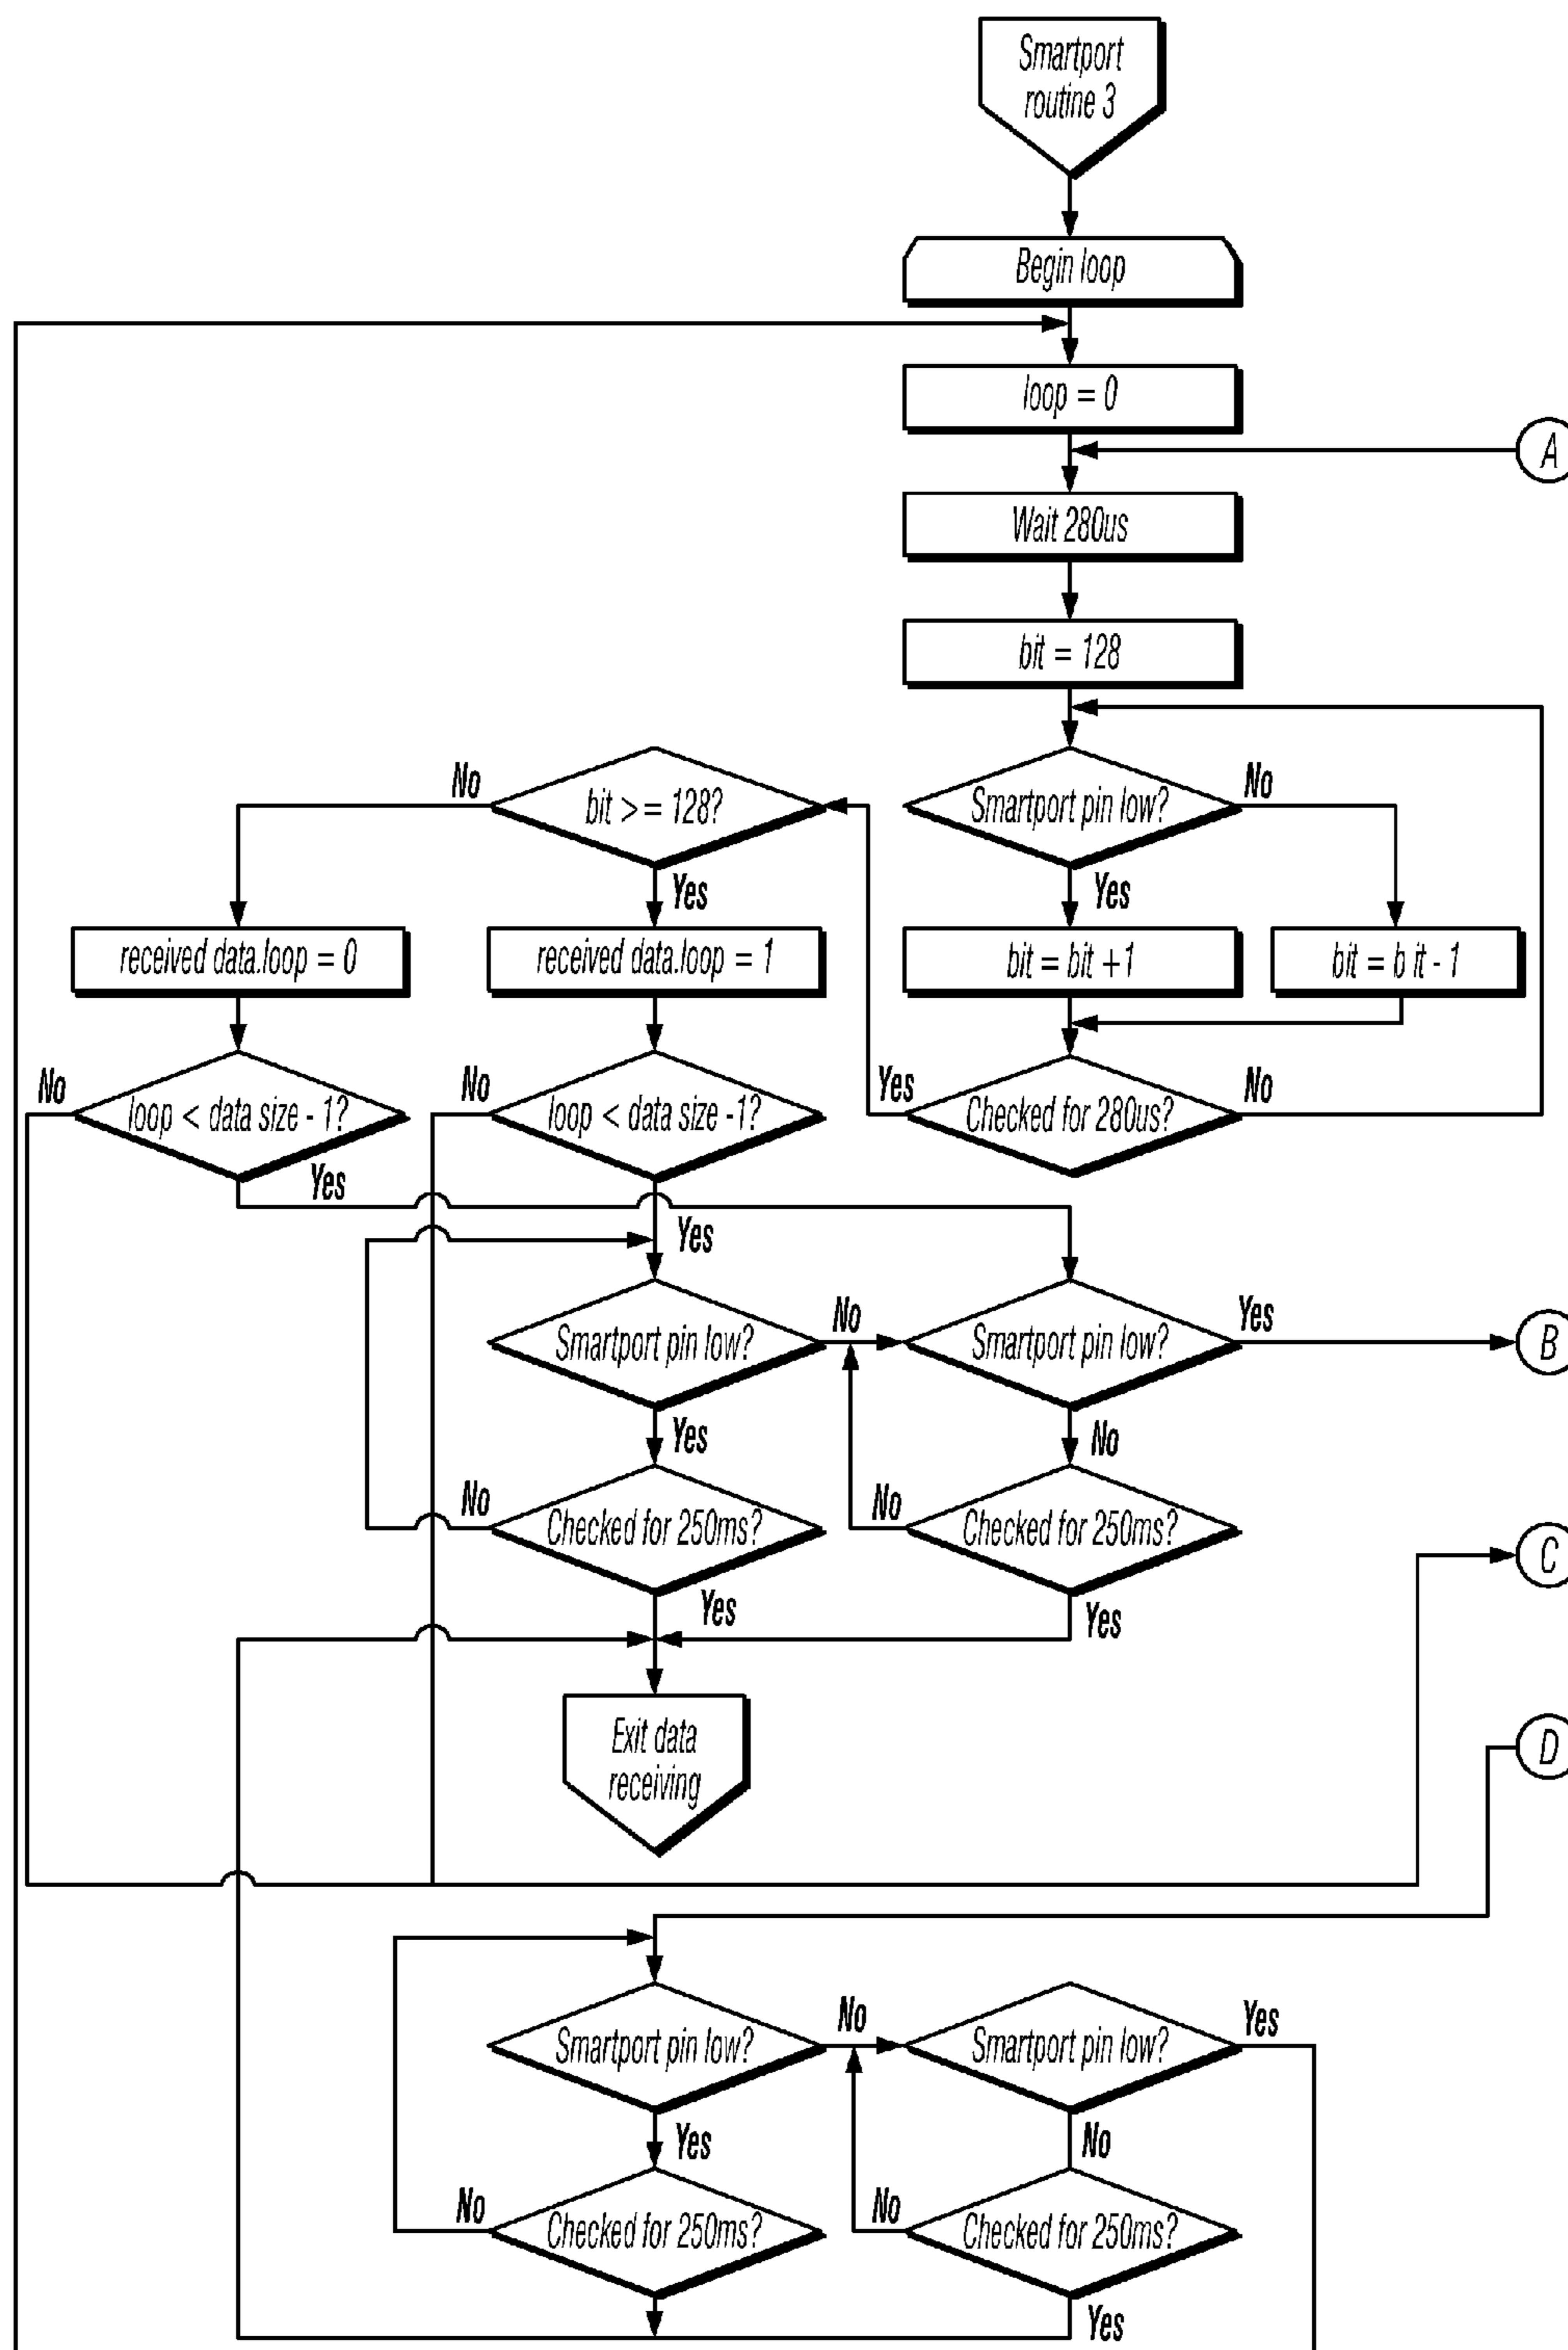 Smartport
routine 3
Begin loop
loop = 0
A
Wait 280us
bit = 128
No
bit > = 128?
Smartport pin low?
No
Yes
Yes
received data.loop = 0
received data.loop = 1
bit = bit +1
bit = b it - 1
No
loop < data size - 1?
No
loop < data size -1?
Yes
Checked for 280us?
No
Yes
Yes
Smartport pin low?
No
Smartport pin low?
Yes
B
Yes
No
No
Checked for 250ms?
No
Checked for 250ms?
C
Yes
Yes
Exit data
receiving
D
Smartport pin low?
No
Smartport pin low?
Yes
Yes
No
No
Checked for 250ms?
No
Checked for 250ms?
Yes